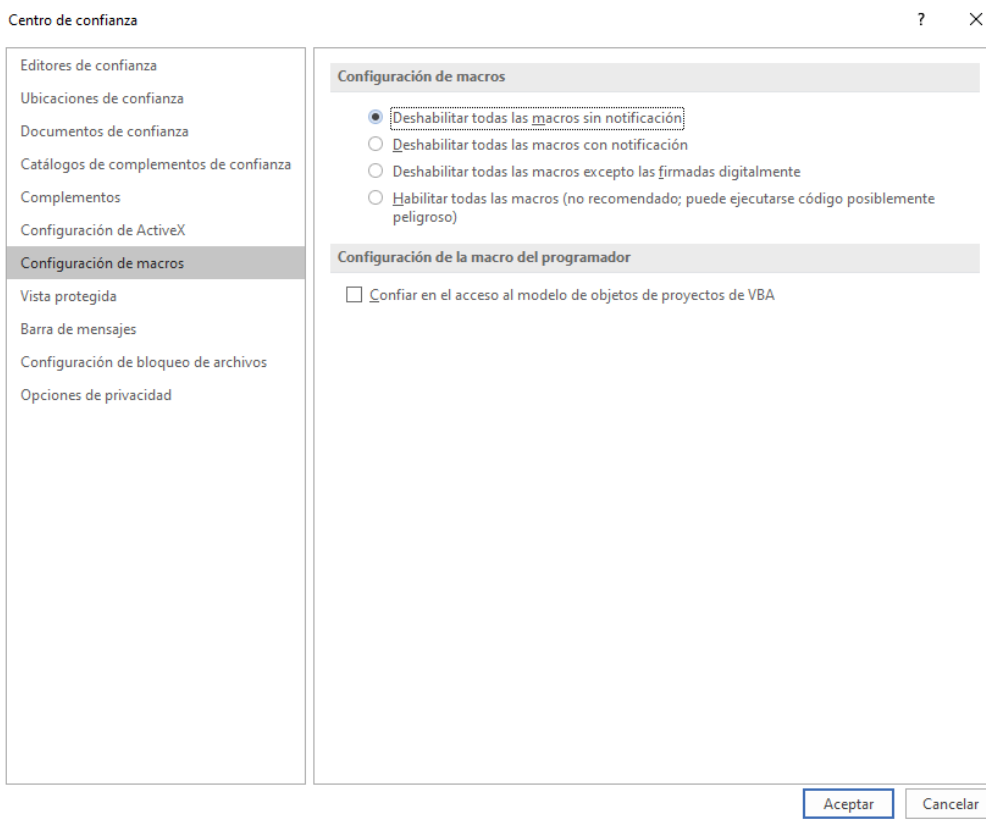 Centro de confianza
Editores de confianza
Ubicaciones de confianza
Documentos de confianza
Catálogos de complementos de confianza
Complementos
Configuración de ActiveX
Configuración de macros
Vista protegida
Barra de mensajes
Configuración de bloqueo de archivos
Opciones de privacidad
Configuración de macros
Deshabilitar todas las macros sin notificación
Deshabilitar todas las macros con notificación
Deshabilitar todas las macros excepto las firmadas digitalmente
Habilitar todas las macros (no recomendado; puede ejecutarse código posiblemente
peligroso)
Configuración de la macro del programador
Confiar en el acceso al modelo de objetos de proyectos de VBA
Aceptar
Cancelar